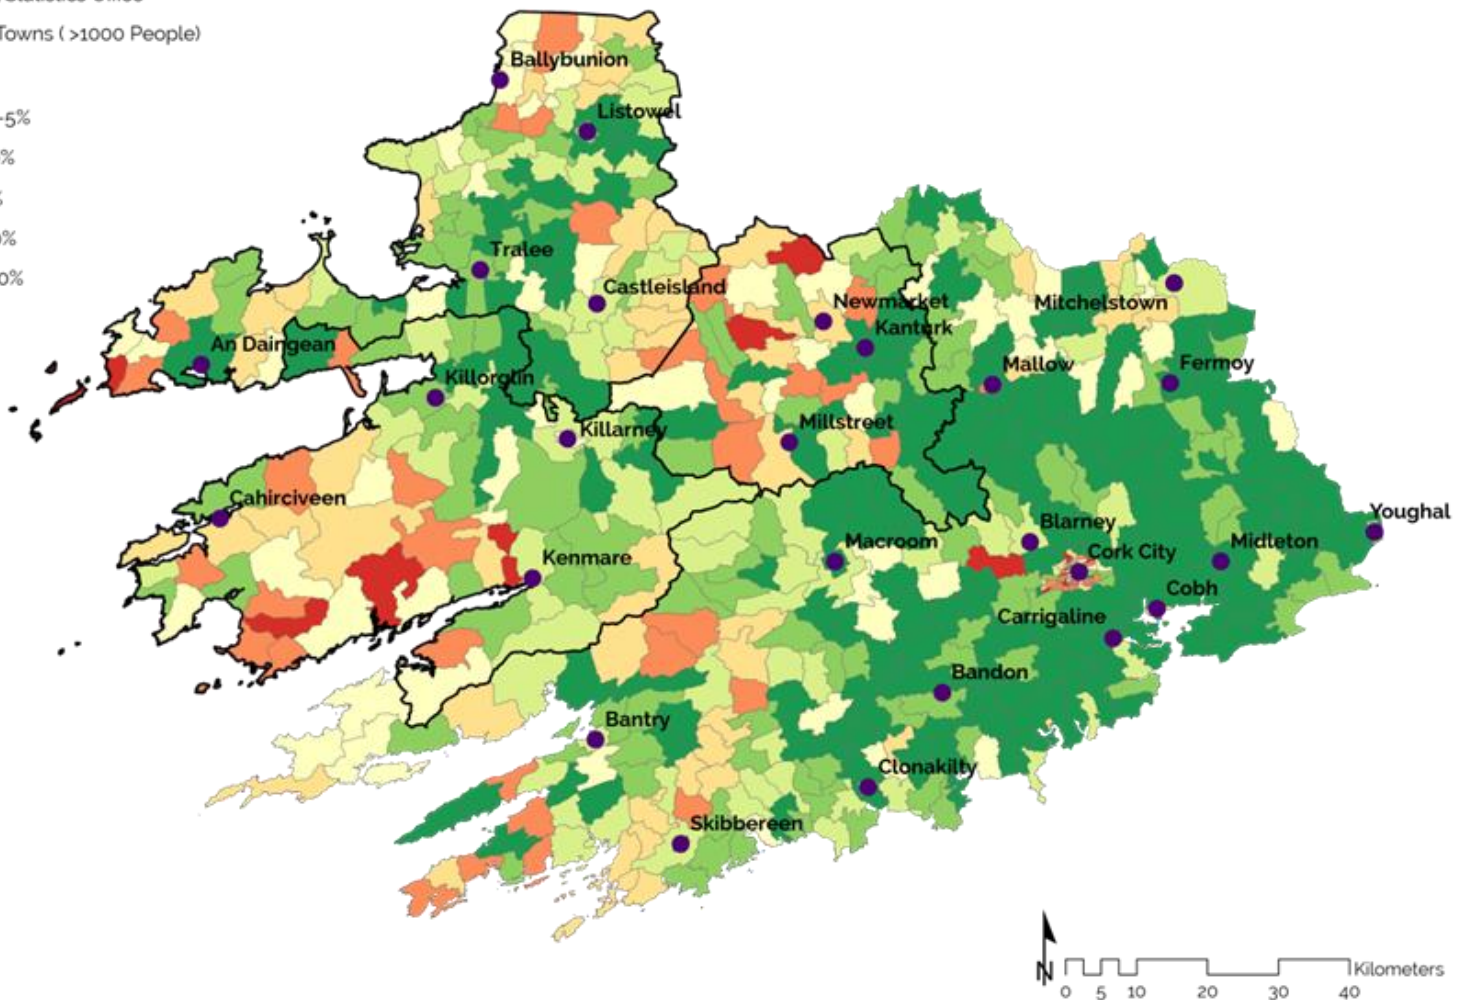 Statistics Office
Towns ( >1000 People)
-5%
%
%
0%
0%
Ballybunion
Listowel
Tralee
Castleisland
Newmarket
Kanturk
Mitchelstown
An Daingean
Killorglin
Mallow
Fermoy
Killarney
Millstreet
Cahirciveen
Kenmare
Macroom
Blarney
Cork City
Youghal
Midleton
Cobh
Carrigaline
Bandon
Bantry
Clonakilty
Skibbereen
N
Kilometers
0 5 10 20 30 40